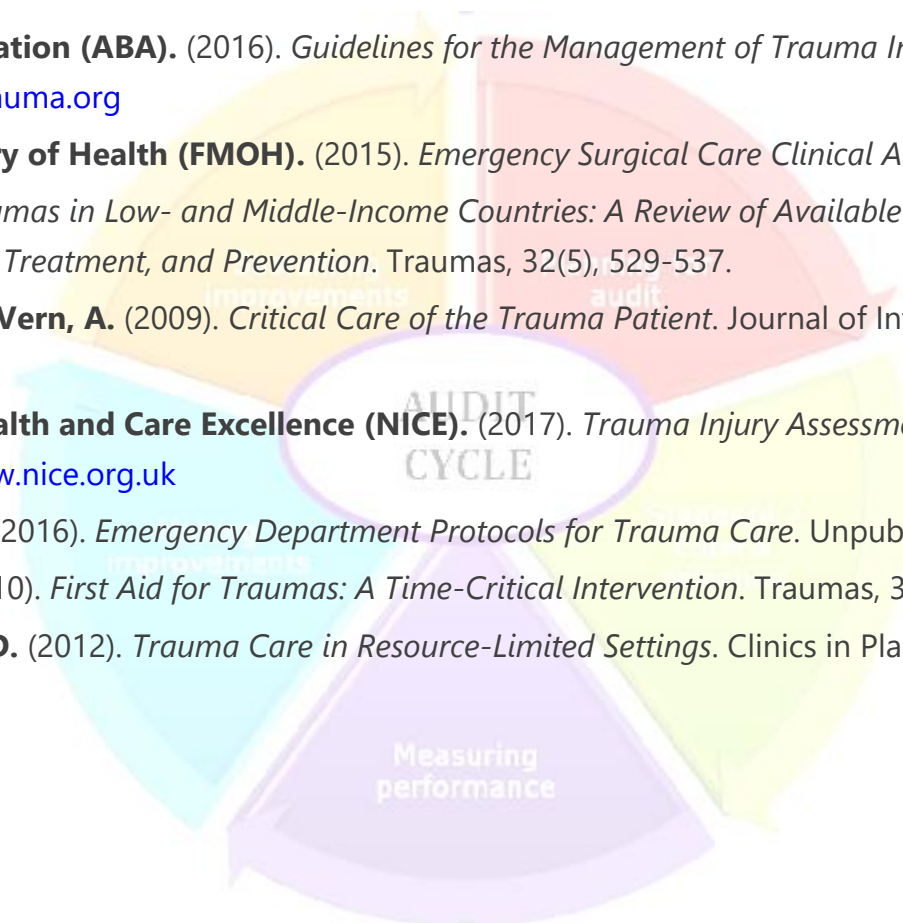 ation (ABA). (2016). Guidelines for the Management of Trauma In
auma.org
ry of Health (FMOH). (2015). Emergency Surgical Care Clinical A
umas in Low- and Middle-Income Countries: A Review of Available
Treatment, and Prevention. Traumas, 32(5), 529-537.
improvements
audit
Vern, A. (2009). Critical Care of the Trauma Patient. Journal of In
AUDIT
CYCLE
alth and Care Excellence (NICE). (2017). Trauma Injury Assessm
w.nice.org.uk
2016). Emergency Department Protocols for Trauma Care. Unpub
improvements
10). First Aid for Traumas: A Time-Critical Intervention. Traumas, 3
D. (2012). Trauma Care in Resource-Limited Settings. Clinics in Pla
Measuring
performance